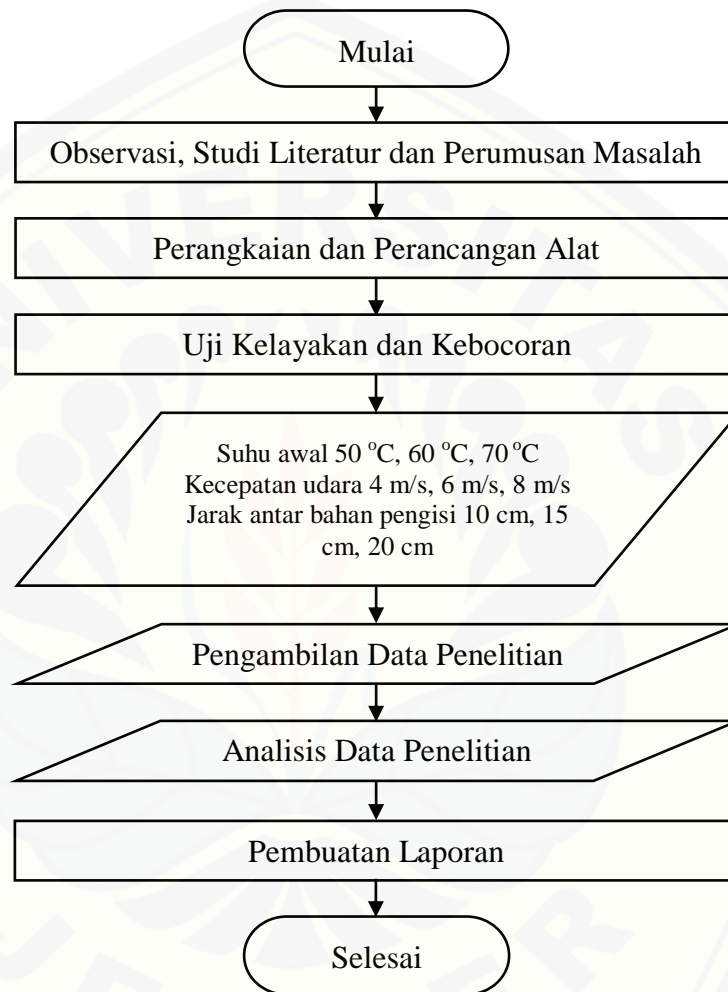 Mulai
Observasi, Studi Literatur dan Perumusan Masalah
Perangkaian dan Perancangan Alat
Uji Kelayakan dan Kebocoran
Suhu awal 50 °C, 60 °C, 70 °C
Kecepatan udara 4 m/s, 6 m/s, 8 m/s
Jarak antar bahan pengisi 10 cm, 15
cm, 20 cm
Pengambilan Data Penelitian
Analisis Data Penelitian
Pembuatan Laporan
Selesai
UNIVERSITAS
JEMBER